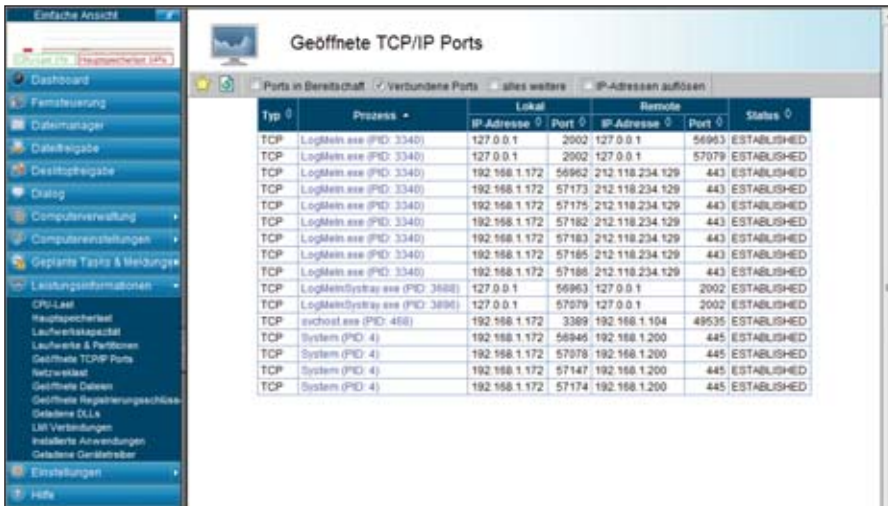 Einfache Ansicht
Geöffnete TCP/IP Ports
Dashboard
Fernsteuerung
Dateimanager
Dateifreigabe
Desktopfreigabe
Dialog
Computerverwaltung
Computereinstellungen
Geplante Tasks & Meldungen
Leistungsinformationen
CPU-Last
Hauptspeicherlast
Laufwerkskapazität
Laufwerke & Partitionen
Geöffnete TCP/IP Ports
Netzwerklast
Geöffnete Dateien
Geöffnete Registrierungsschlüsse
Geladene DLLs
LMI Verbindungen
Installierte Anwendungen
Geladene Gerätetreiber
Einstellungen
Hilfe
Ports in Bereitschaft Verbundene Ports alles weitere IP-Adressen auflösen
Typ Prozess Lokal Remote Status
IP-Adresse Port IP-Adresse Port
TCP LogMeIn.exe (PID: 3340) 127.0.0.1 2002 127.0.0.1 56963 ESTABLISHED
TCP LogMeIn.exe (PID: 3340) 127.0.0.1 2002 127.0.0.1 57079 ESTABLISHED
TCP LogMeIn.exe (PID: 3340) 192.168.1.172 56962 212.118.234.129 443 ESTABLISHED
TCP LogMeIn.exe (PID: 3340) 192.168.1.172 57173 212.118.234.129 443 ESTABLISHED
TCP LogMeIn.exe (PID: 3340) 192.168.1.172 57175 212.118.234.129 443 ESTABLISHED
TCP LogMeIn.exe (PID: 3340) 192.168.1.172 57182 212.118.234.129 443 ESTABLISHED
TCP LogMeIn.exe (PID: 3340) 192.168.1.172 57183 212.118.234.129 443 ESTABLISHED
TCP LogMeIn.exe (PID: 3340) 192.168.1.172 57185 212.118.234.129 443 ESTABLISHED
TCP LogMeIn.exe (PID: 3340) 192.168.1.172 57186 212.118.234.129 443 ESTABLISHED
TCP LogMeInSystray.exe (PID: 3688) 127.0.0.1 56963 127.0.0.1 2002 ESTABLISHED
TCP LogMeInSystray.exe (PID: 3896) 127.0.0.1 57079 127.0.0.1 2002 ESTABLISHED
TCP svchost.exe (PID: 468) 192.168.1.172 3389 192.168.1.104 49535 ESTABLISHED
TCP System (PID: 4) 192.168.1.172 56946 192.168.1.200 445 ESTABLISHED
TCP System (PID: 4) 192.168.1.172 57078 192.168.1.200 445 ESTABLISHED
TCP System (PID: 4) 192.168.1.172 57147 192.168.1.200 445 ESTABLISHED
TCP System (PID: 4) 192.168.1.172 57174 192.168.1.200 445 ESTABLISHED